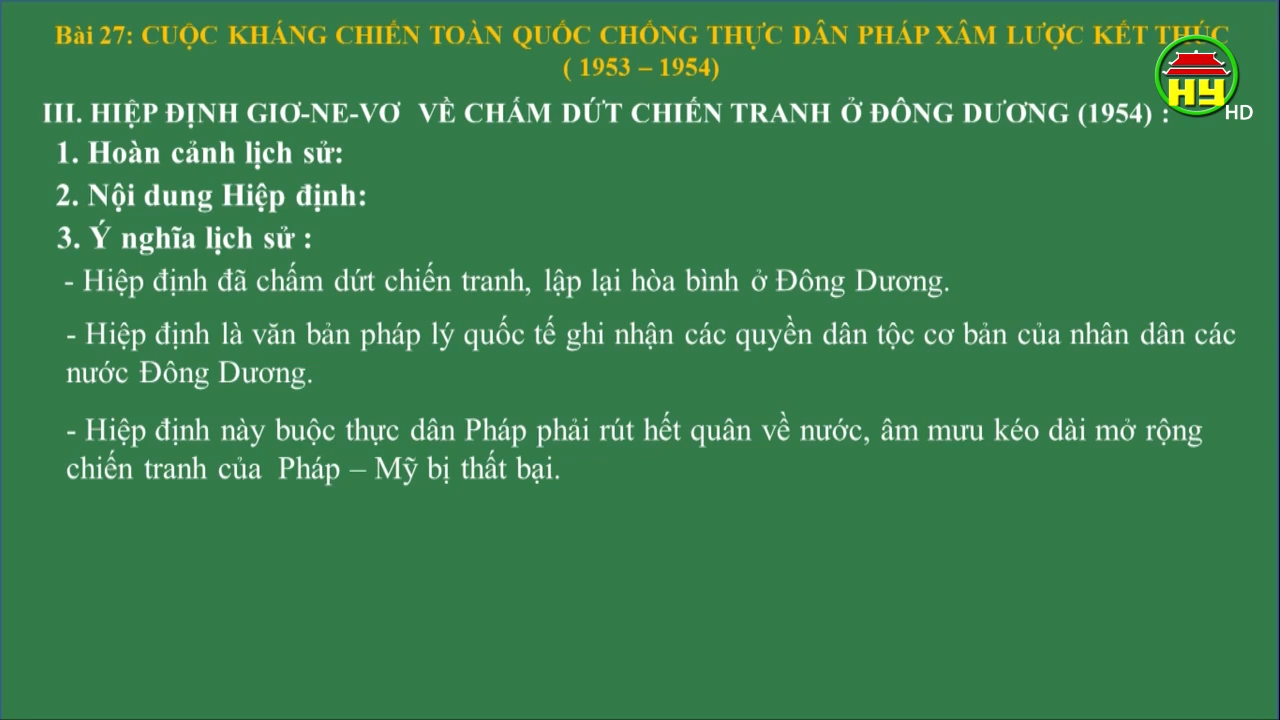 Bài 27: CUỘC KHÁNG CHIẾN TOÀN QUỐC CHỐNG THỰC DÂN PHÁP XÂM LƯỢC KẾT THÚC
( 1953 – 1954)
III. HIỆP ĐỊNH GIƠ-NE-VƠ VỀ CHẤM DỨT CHIẾN TRANH Ở ĐÔNG DƯƠNG (1954) :
HY
HD
1. Hoàn cảnh lịch sử:
2. Nội dung Hiệp định:
3. Ý nghĩa lịch sử :
- Hiệp định đã chấm dứt chiến tranh, lập lại hòa bình ở Đông Dương.
- Hiệp định là văn bản pháp lý quốc tế ghi nhận các quyền dân tộc cơ bản của nhân dân các
nước Đông Dương.
- Hiệp định này buộc thực dân Pháp phải rút hết quân về nước, âm mưu kéo dài mở rộng
chiến tranh của Pháp – Mỹ bị thất bại.